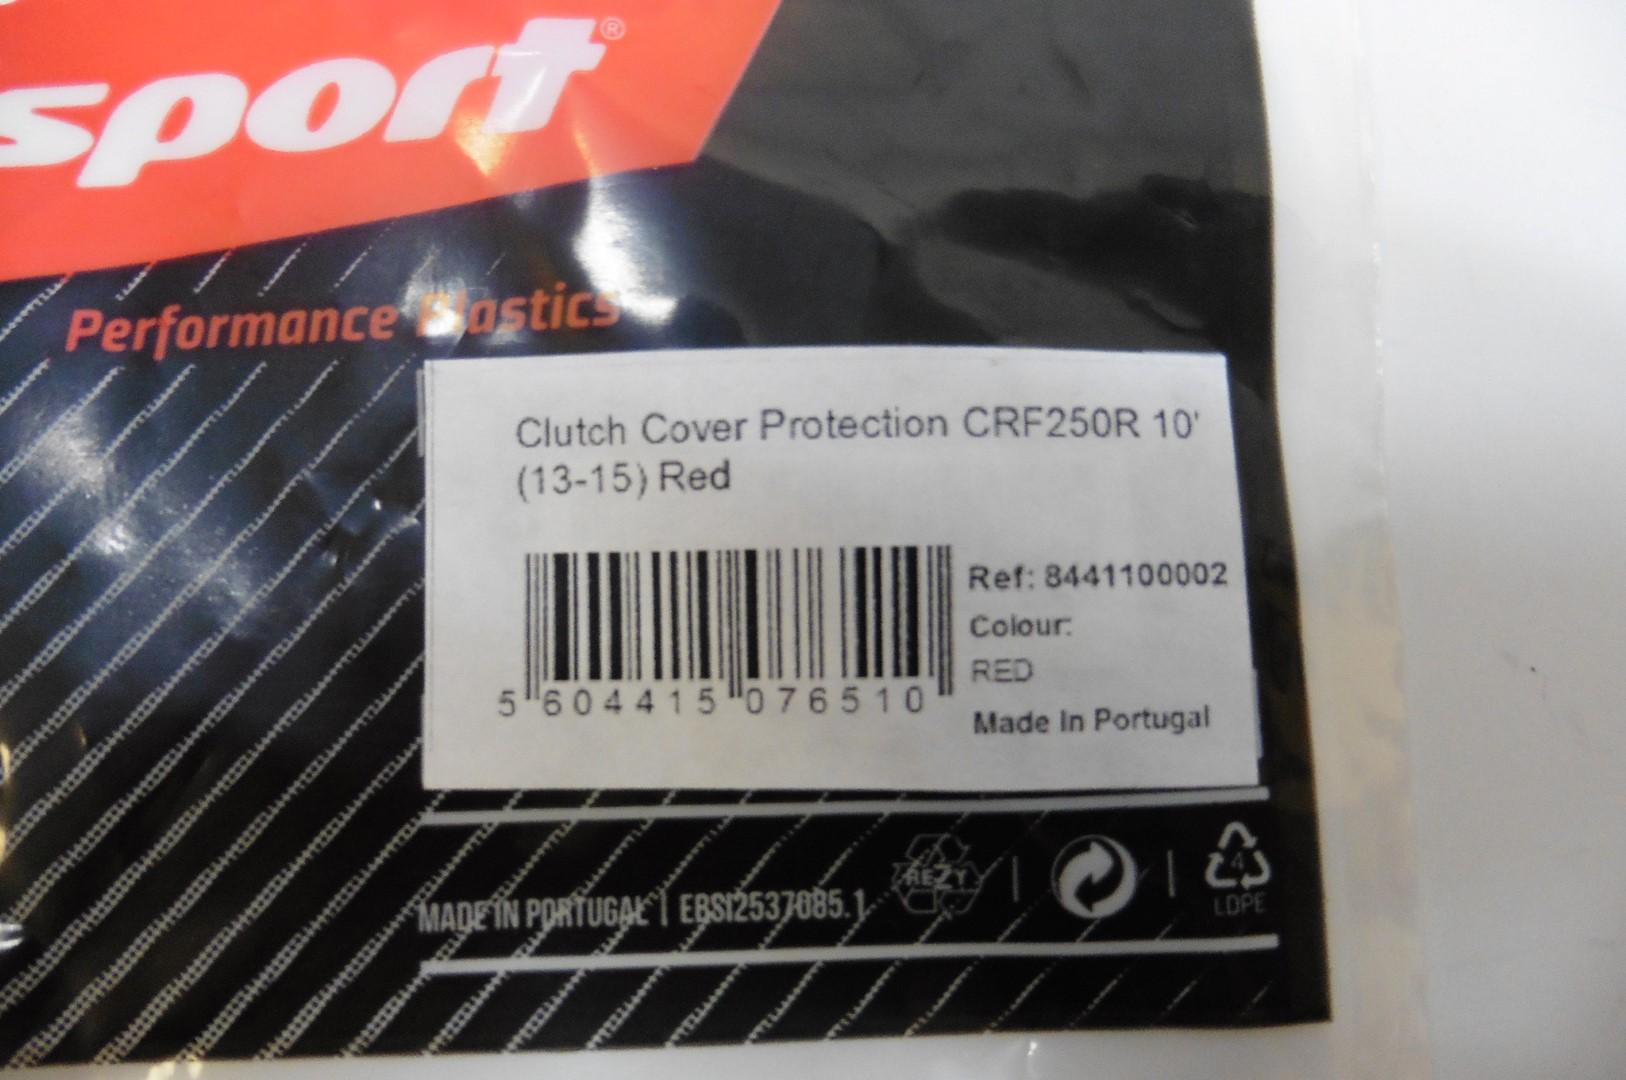 sport®
Performance Plastics
Clutch Cover Protection CRF250R 10'
(13-15) Red
Ref: 8441100002
Colour:
RED
5 604415 076510
Made In Portugal
MADE IN PORTUGAL | EBSI2537085.1
REZY
4
LDPE